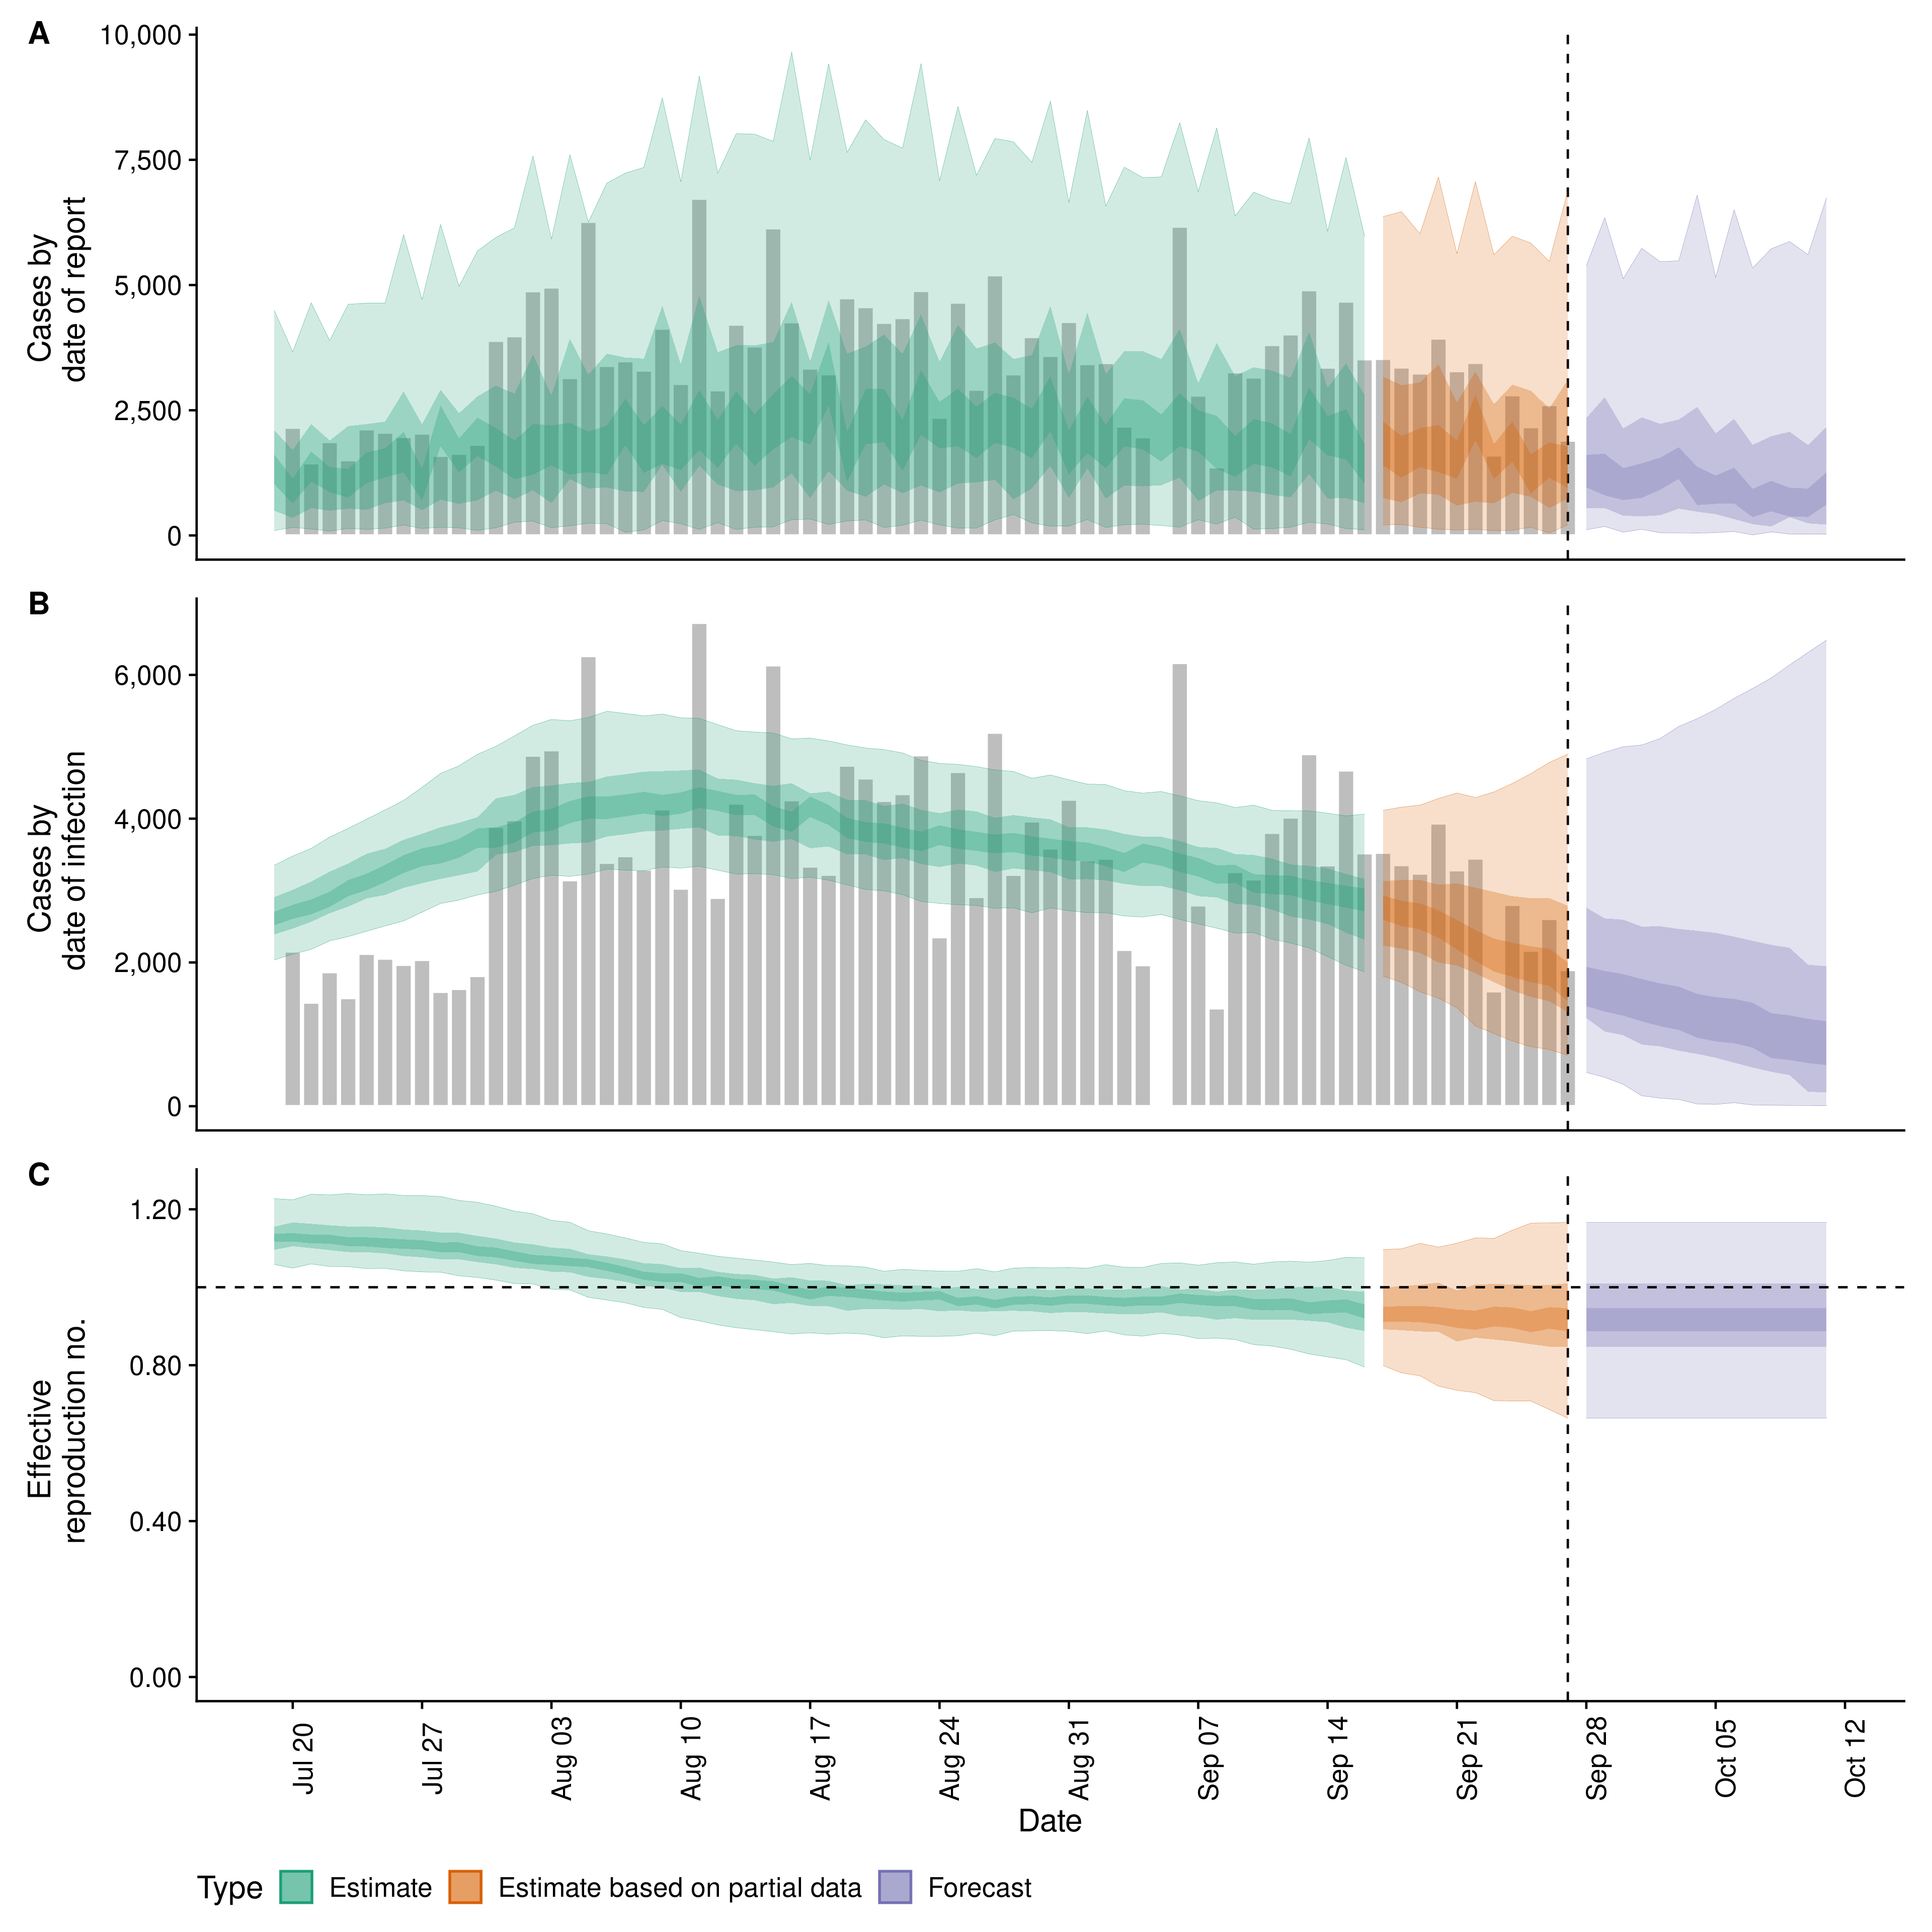 A
10,000
7,500
5,000
2,500
0
Cases by
date of report
B
6,000
4,000
2,000
0
Cases by
date of infection
C
1.20
0.80
0.40
0.00
Effective
reproduction no.
Jul 20
Jul 27
Aug 03
Aug 10
Aug 17
Aug 24
Aug 31
Sep 07
Sep 14
Sep 21
Sep 28
Oct 05
Oct 12
Date
Type Estimate Estimate based on partial data Forecast